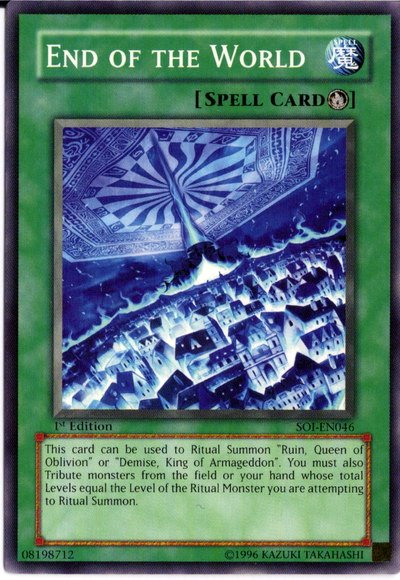 END OF THE WORLD
SPELL
魔
[SPELL CARD]
1st Edition
SOI-EN046
This card can be used to Ritual Summon "Ruin, Queen of
Oblivion" or "Demise, King of Armageddon". You must also
Tribute monsters from the field or your hand whose total
Levels equal the Level of the Ritual Monster you are attempting
to Ritual Summon.
08198712
©1996 KAZUKI TAKAHASHI